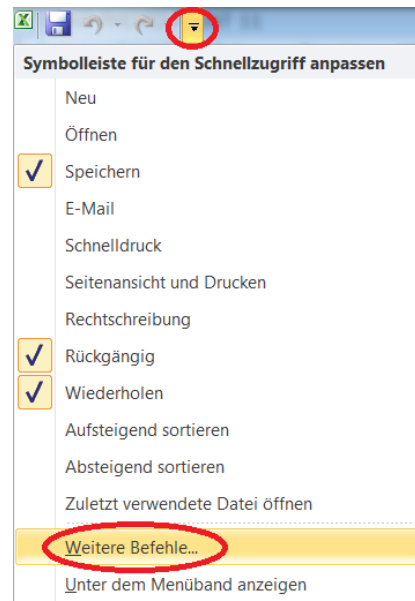 Symbolleiste für den Schnellzugriff anpassen
Neu
Öffnen
Speichern
E-Mail
Schnelldruck
Seitenansicht und Drucken
Rechtschreibung
Rückgängig
Wiederholen
Aufsteigend sortieren
Absteigend sortieren
Zuletzt verwendete Datei öffnen
Weitere Befehle...
Unter dem Menüband anzeigen